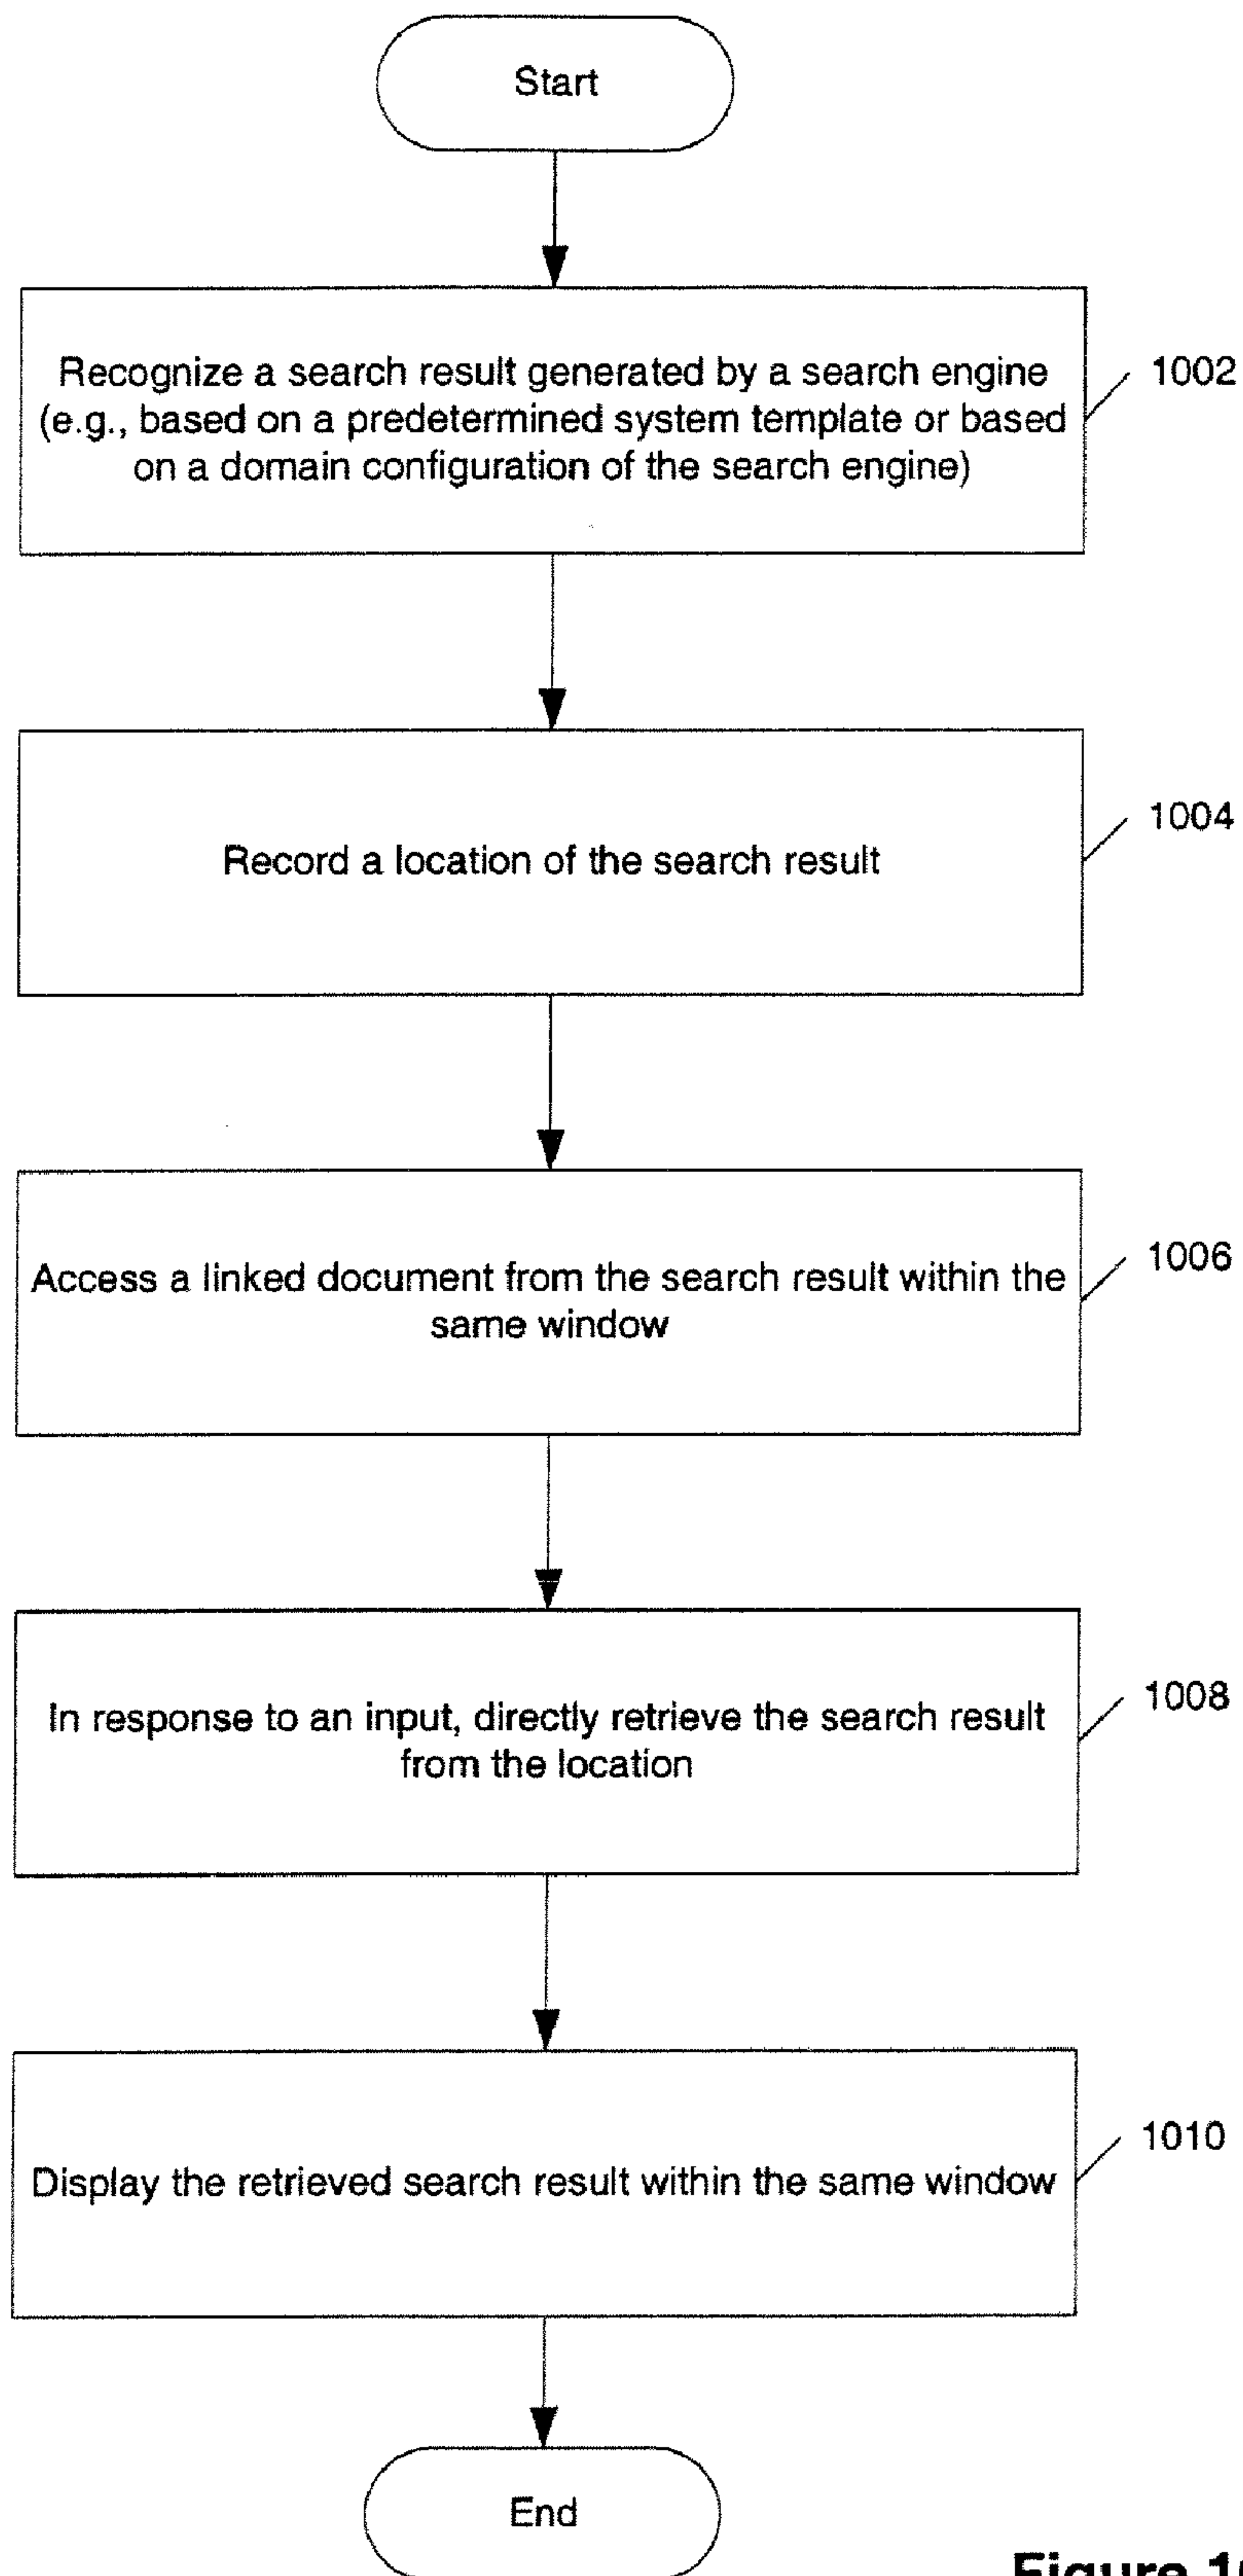 Start
Recognize a search result generated by a search engine
(e.g., based on a predetermined system template or based
on a domain configuration of the search engine)
1002
Record a location of the search result
1004
Access a linked document from the search result within the
same window
1006
In response to an input, directly retrieve the search result
from the location
1008
Display the retrieved search result within the same window
1010
End
Figure